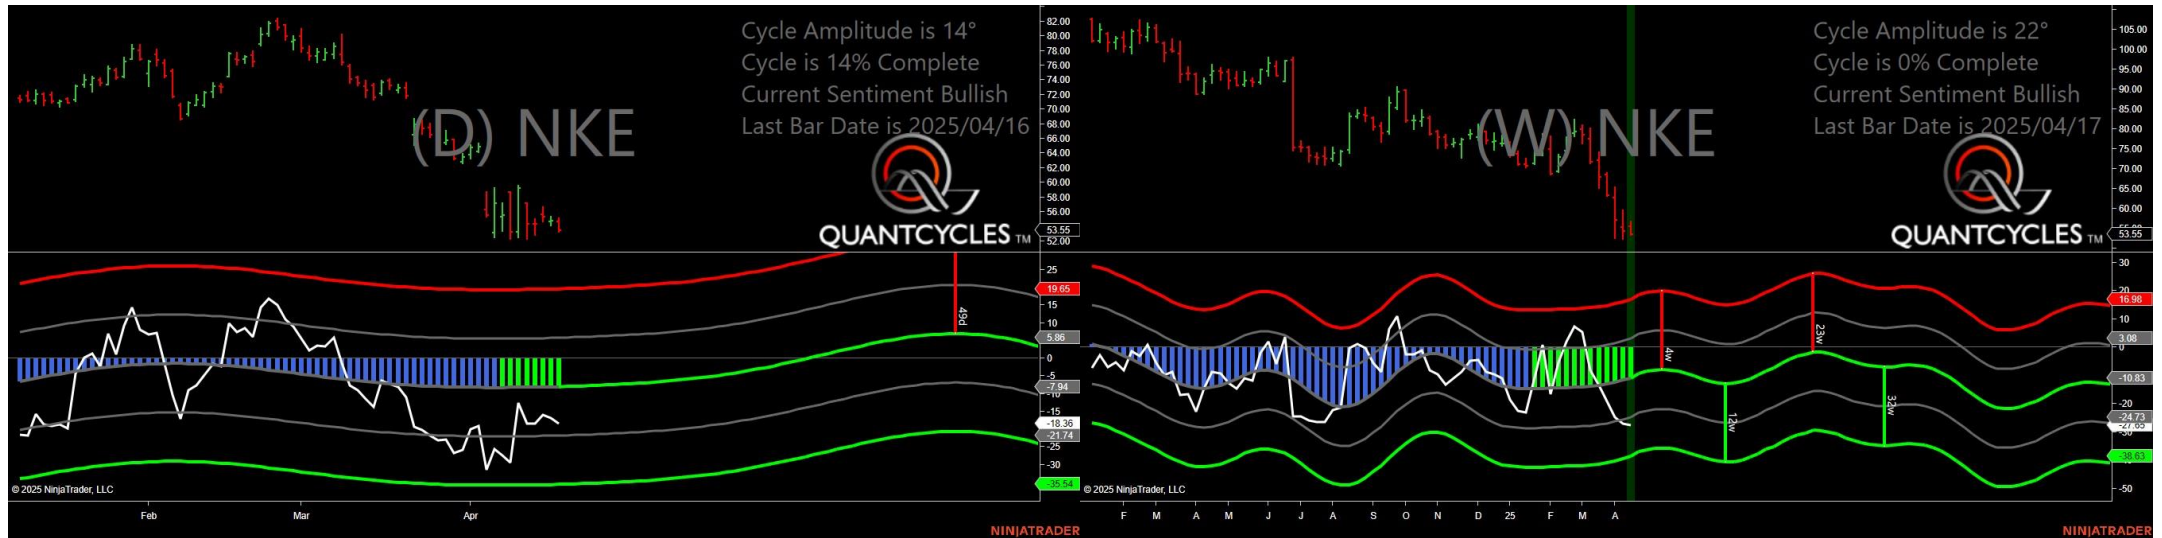 Cycle Amplitude is 14°
Cycle is 14% Complete
Current Sentiment Bullish
Last Bar Date is 2025/04/16
(D) NKE
QUANTCYCLES TM
82.00
80.00
78.00
76.00
74.00
72.00
70.00
68.00
66.00
64.00
62.00
60.00
58.00
56.00
53.55
52.00
49d
25
19.65
15
10
5.86
0
-5
-7.94
-10
-15
-18.36
-21.74
-25
-30
-35.54
© 2025 NinjaTrader, LLC
Feb
Mar
Apr
NINJATRADER
Cycle Amplitude is 22°
Cycle is 0% Complete
Current Sentiment Bullish
Last Bar Date is 2025/04/17
(W) NKE
QUANTCYCLES TM
105.00
100.00
95.00
90.00
85.00
80.00
75.00
70.00
65.00
60.00
53.55
4w
12w
23w
32w
30
20
16.98
10
3.08
0
-10.83
-20
-24.73
-27.65
-38.63
-50
© 2025 NinjaTrader, LLC
F
M
A
M
J
J
A
S
O
N
D
25
F
M
A
NINJATRADER